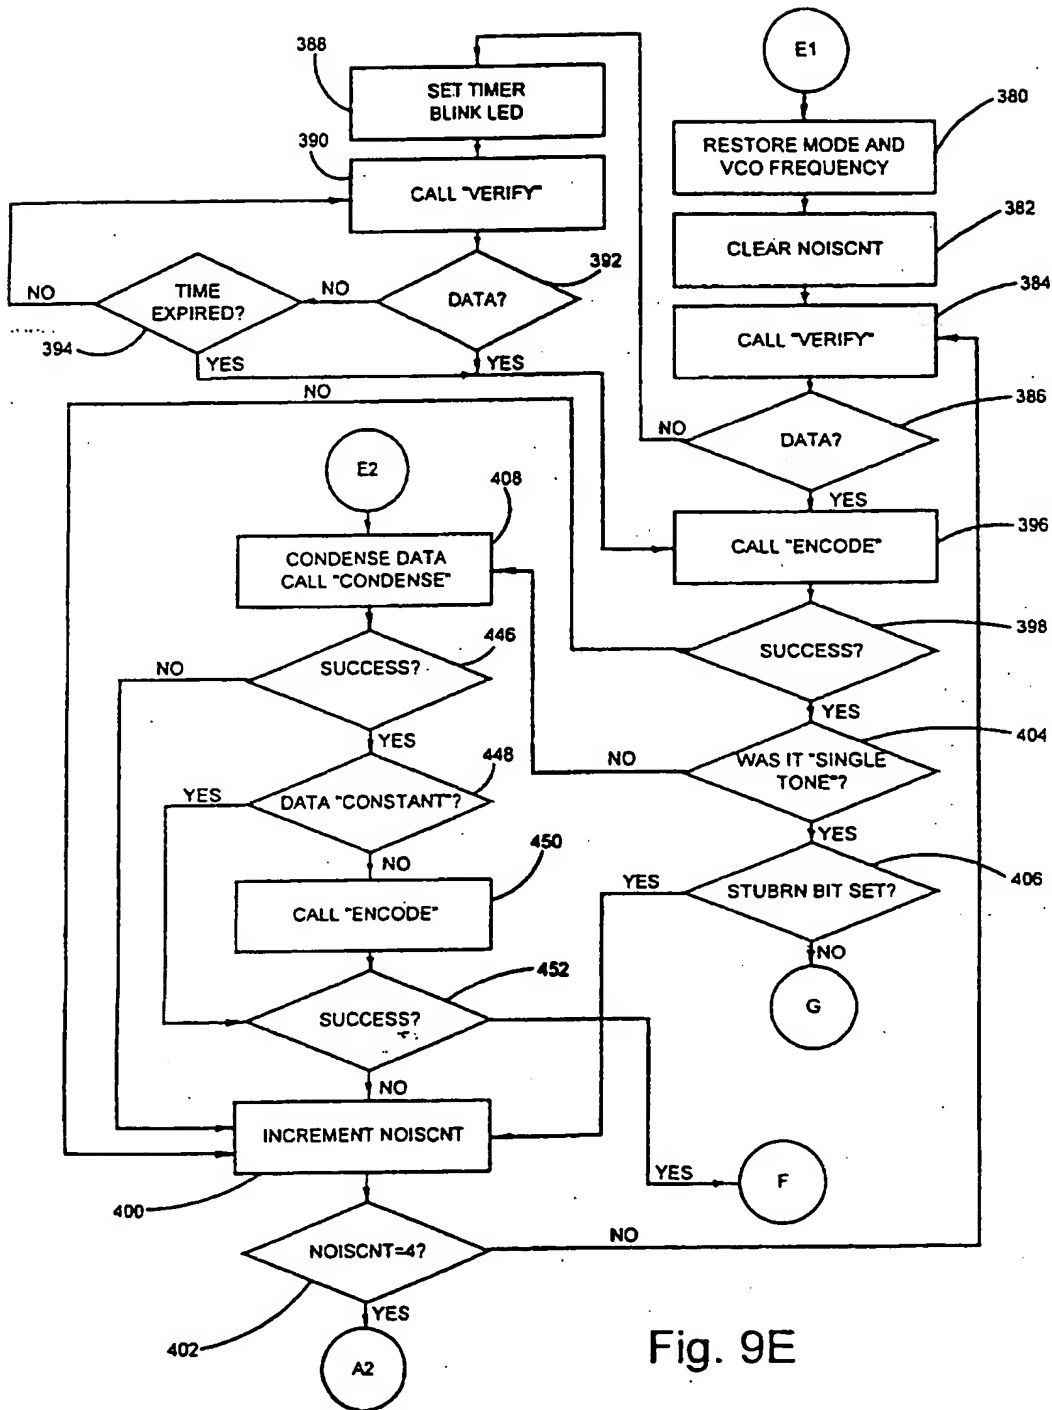 388
SET TIMER
BLINK LED
390
CALL "VERIFY"
392
DATA?
NO
TIME
EXPIRED?
NO
394
YES
YES
NO
E1
380
RESTORE MODE AND
VCO FREQUENCY
382
CLEAR NOISCNT
384
CALL "VERIFY"
386
DATA?
NO
YES
396
CALL "ENCODE"
398
SUCCESS?
YES
404
WAS IT "SINGLE
TONE"?
NO
YES
406
STUBRN BIT SET?
YES
NO
G
E2
408
CONDENSE DATA
CALL "CONDENSE"
446
SUCCESS?
NO
YES
448
DATA "CONSTANT"?
YES
NO
450
CALL "ENCODE"
452
SUCCESS?
NO
YES
F
INCREMENT NOISCNT
400
NOISCNT=4?
NO
402
YES
A2
Fig. 9E